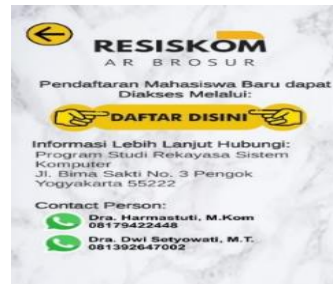 RESISKOM
AR BROSUR
Pendaftaran Mahasiswa Baru dapat
Diakses Melalui:
DAFTAR DISINI
Informasi Lebih Lanjut Hubungi:
Program Studi Rekayasa Sistem
Komputer
Jl. Bima Sakti No. 3 Pengok
Yogyakarta 55222
Contact Person:
Dra. Harmastuti, M.Kom
08179422448
Dra. Dwi Setyowati, M.T.
081392647002